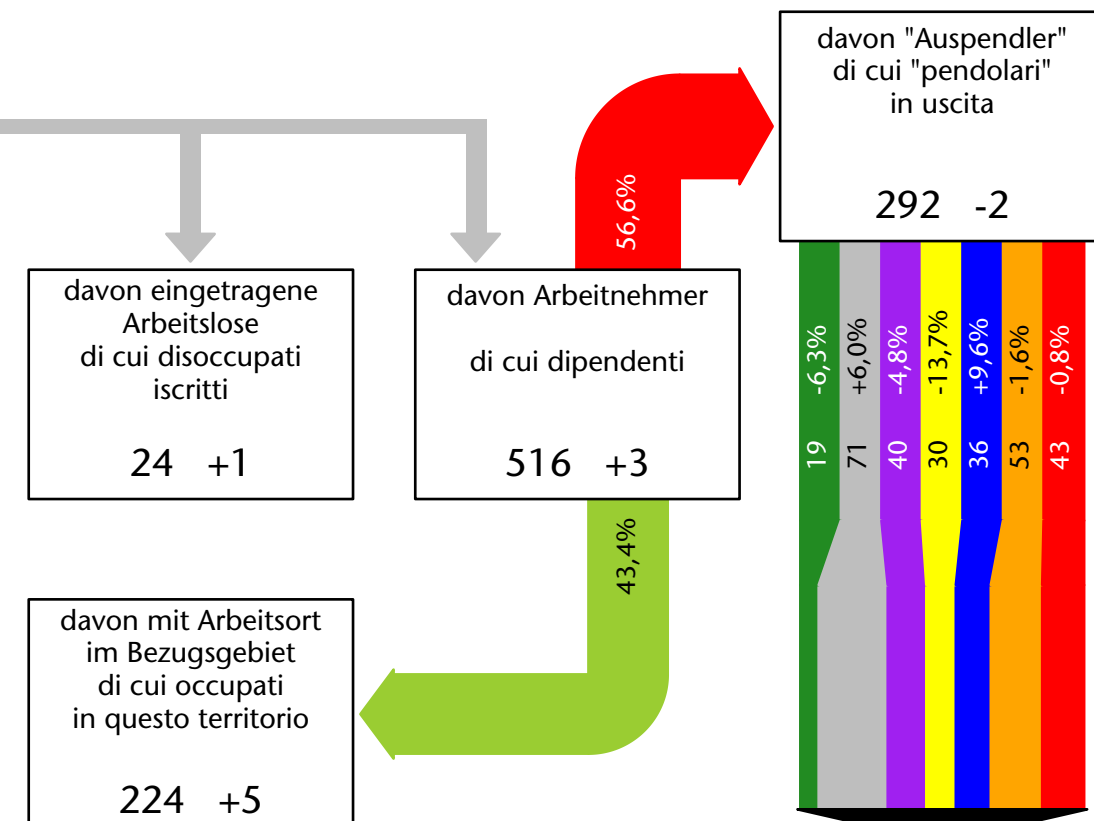 davon "Auspendler"
di cui "pendolari"
in uscita
292 -2
56,6%
davon eingetragene
Arbeitslose
di cui disoccupati
iscritti
24 +1
davon Arbeitnehmer
di cui dipendenti
516 +3
19 -6,3%
71 +6,0%
40 -4,8%
30 -13,7%
36 +9,6%
53 -1,6%
43 -0,8%
43,4%
davon mit Arbeitsort
im Bezugsgebiet
di cui occupati
in questo territorio
224 +5